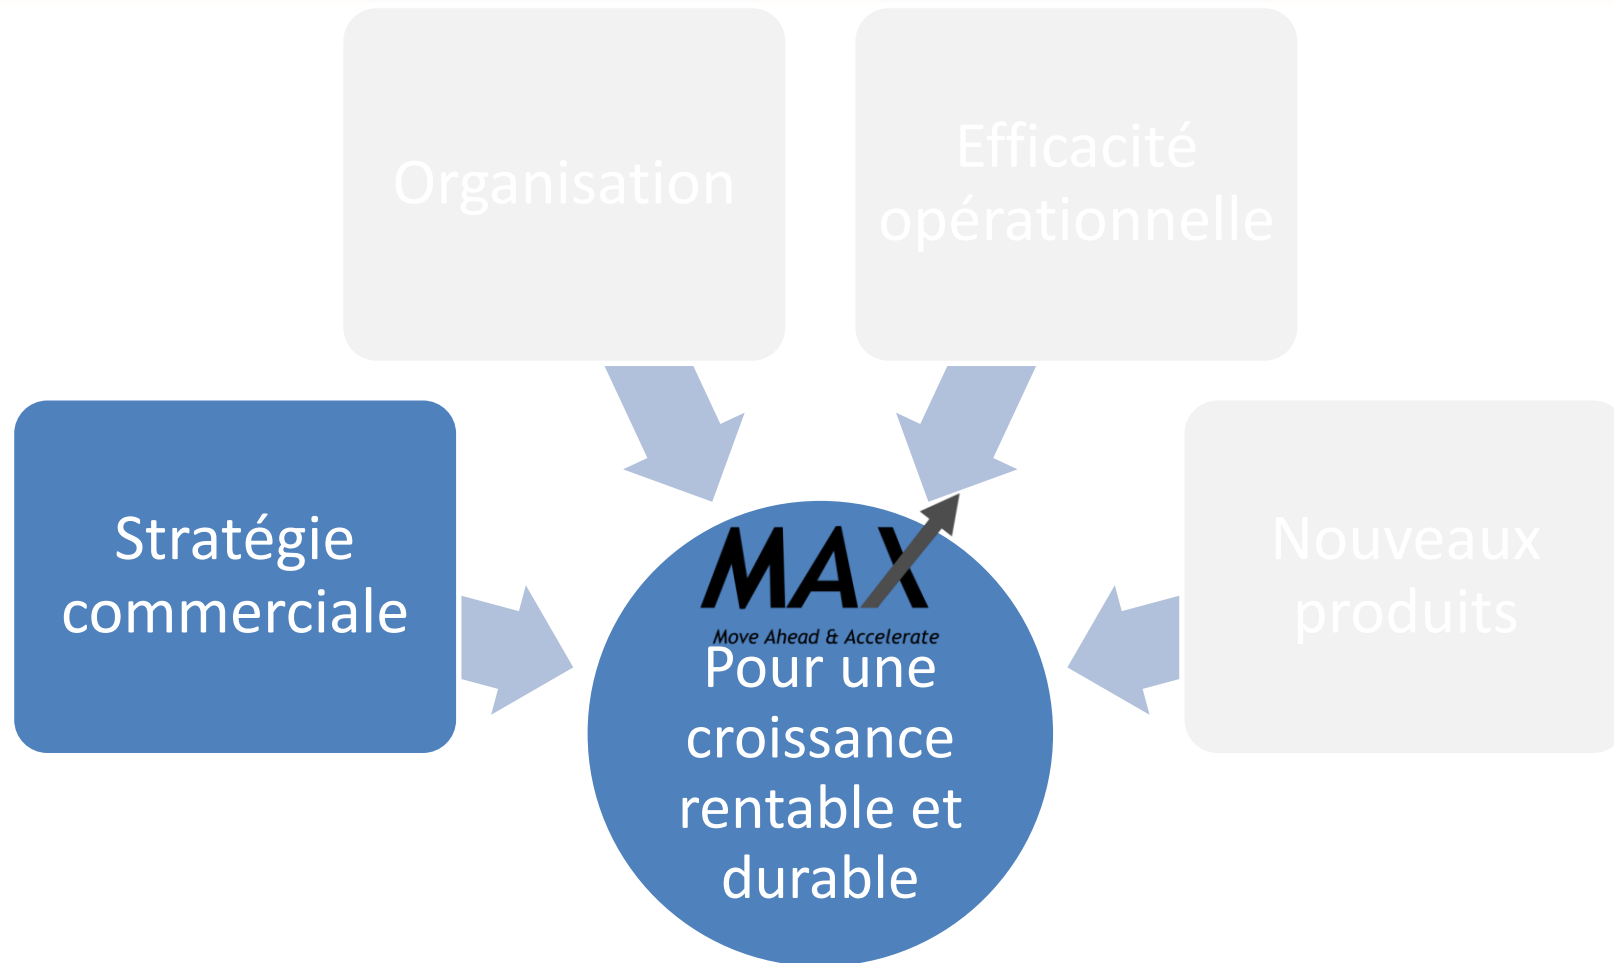 Organisation
Efficacité
opérationnelle
Stratégie
commerciale
Nouveaux
produits
MAX
Move Ahead & Accelerate
Pour une
croissance
rentable et
durable